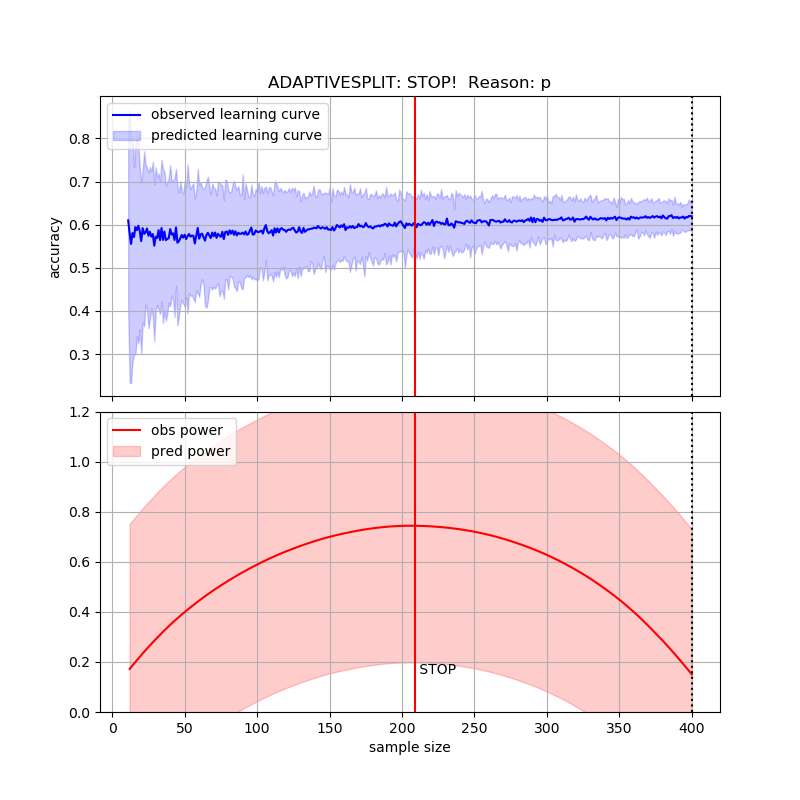 ADAPTIVESPLIT: STOP!  Reason: p
observed learning curve
predicted learning curve
accuracy
0.8
0.7
0.6
0.5
0.4
0.3
obs power
pred power
1.2
1.0
0.8
0.6
0.4
0.2
0.0
STOP
0 50 100 150 200 250 300 350 400
sample size